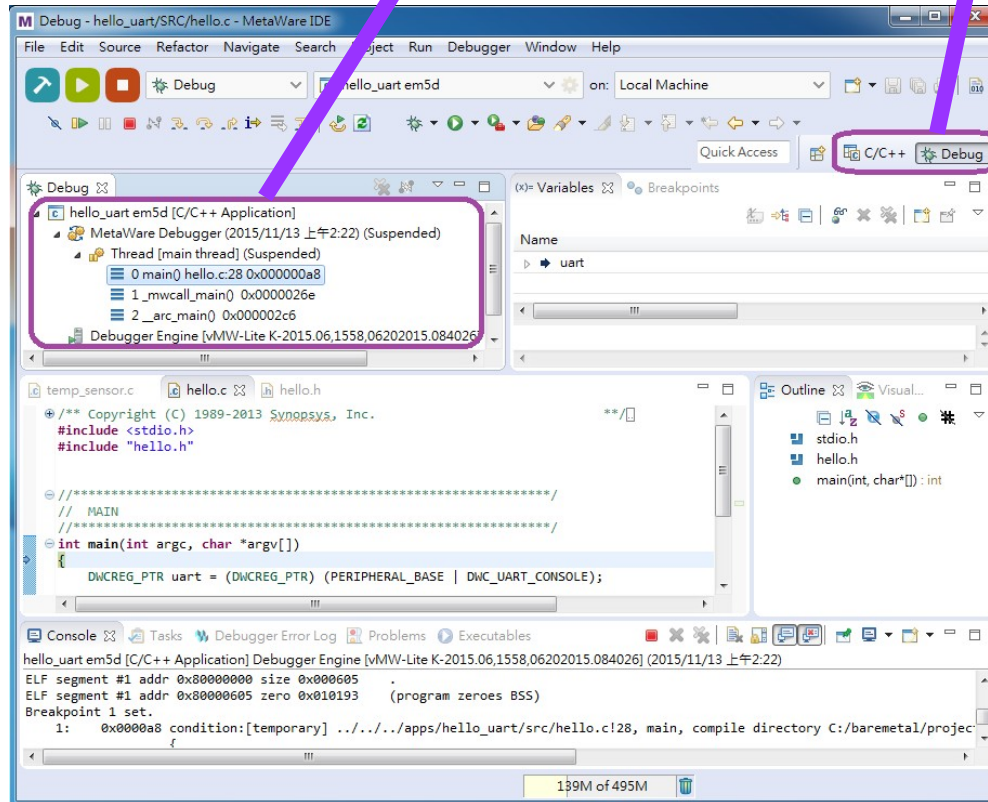 Debug - hello_uart/SRC/hello.c - MetaWare IDE
File Edit Source Refactor Navigate Search Project Run Debugger Window Help
Debug hello_uart em5d on: Local Machine
Quick Access C/C++ Debug
Debug
hello_uart em5d [C/C++ Application]
MetaWare Debugger (2015/11/13 上午2:22) (Suspended)
Thread [main thread] (Suspended)
0 main() hello.c:28 0x000000a8
1 _mwcall_main() 0x0000026e
2 __arc_main() 0x000002c6
Debugger Engine [vMW-Lite K-2015.06,1558,06202015.084026]
(x)= Variables Breakpoints
Name
uart
temp_sensor.c hello.c hello.h
/** Copyright (C) 1989-2013 Synopsys, Inc. **/
#include <stdio.h>
#include "hello.h"
//*************************************************************/
// MAIN
//*************************************************************/
int main(int argc, char *argv[])
{
DWCREG_PTR uart = (DWCREG_PTR) (PERIPHERAL_BASE | DWC_UART_CONSOLE);
Outline Visual...
stdio.h
hello.h
main(int, char*[]) : int
Console Tasks Debugger Error Log Problems Executables
hello_uart em5d [C/C++ Application] Debugger Engine [vMW-Lite K-2015.06,1558,06202015.084026] (2015/11/13 上午2:22)
ELF segment #1 addr 0x80000000 size 0x000605 .
ELF segment #1 addr 0x80000605 zero 0x010193 (program zeroes BSS)
Breakpoint 1 set.
1: 0x0000a8 condition:[temporary] ../../../apps/hello_uart/src/hello.c!28, main, compile directory C:/baremetal/projec
{
139M of 495M